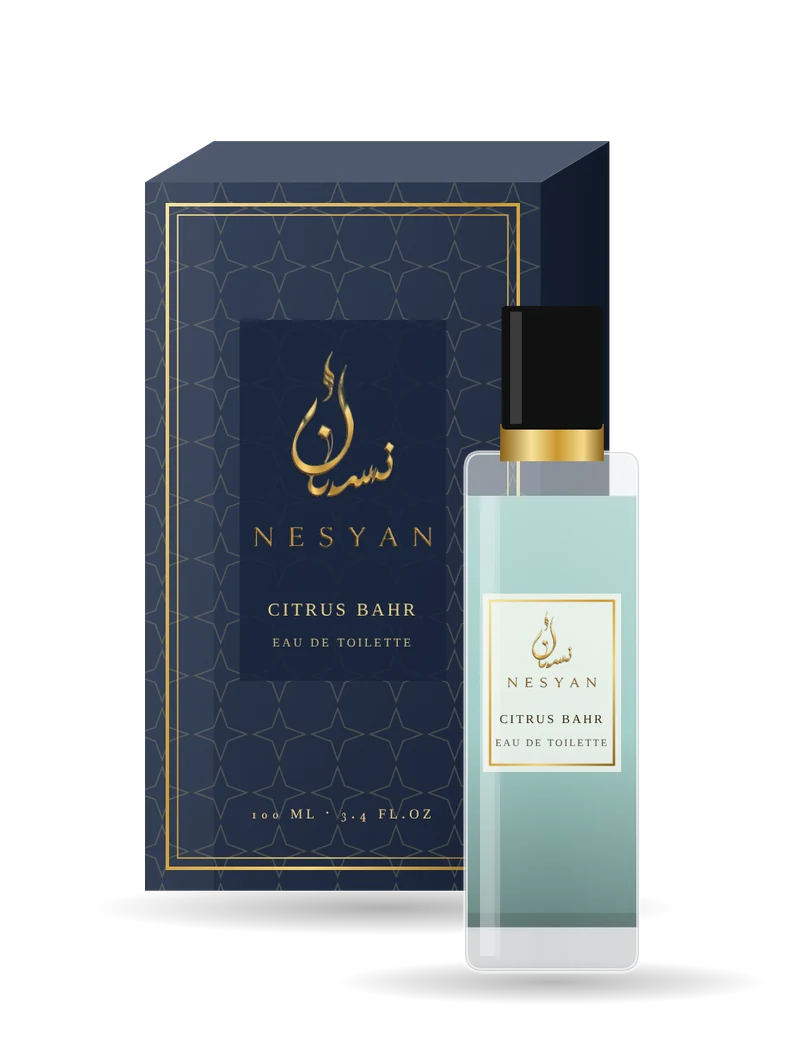 نسيان
NESYAN
CITRUS BAHR
EAU DE TOILETTE
100 ML · 3.4 FL.OZ
نسيان
NESYAN
CITRUS BAHR
EAU DE TOILETTE